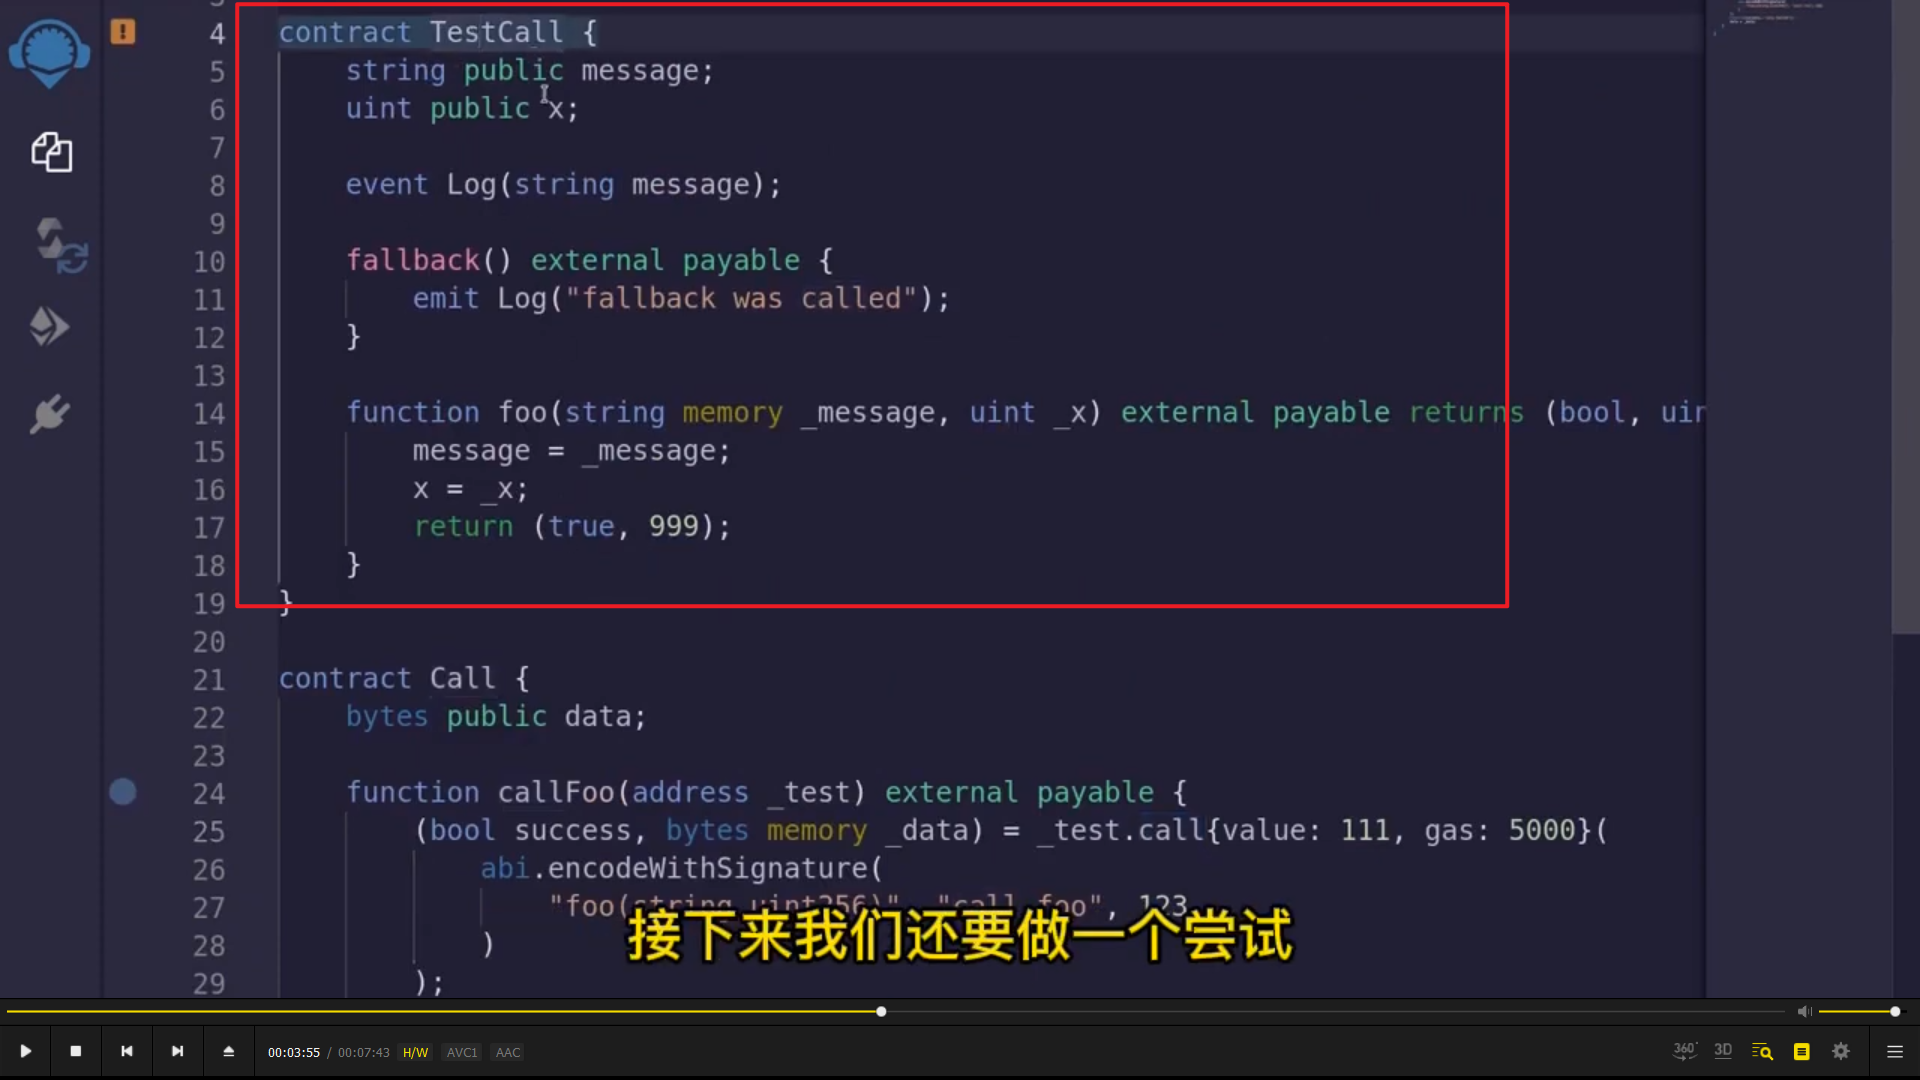 4 contract TestCall {
5 string public message;
6 uint public x;
7
8 event Log(string message);
9
10 fallback() external payable {
11 emit Log("fallback was called");
12 }
13
14 function foo(string memory _message, uint _x) external payable returns (bool, uin
15 message = _message;
16 x = _x;
17 return (true, 999);
18 }
19 }
20
21 contract Call {
22 bytes public data;
23
24 function callFoo(address _test) external payable {
25 (bool success, bytes memory _data) = _test.call{value: 111, gas: 5000}(
26 abi.encodeWithSignature(
27 "foo(string,uint256)", "call foo", 123
28 )
29 );
接下来我们还要做一个尝试
00:03:55 / 00:07:43 H/W AVC1 AAC
360° 3D